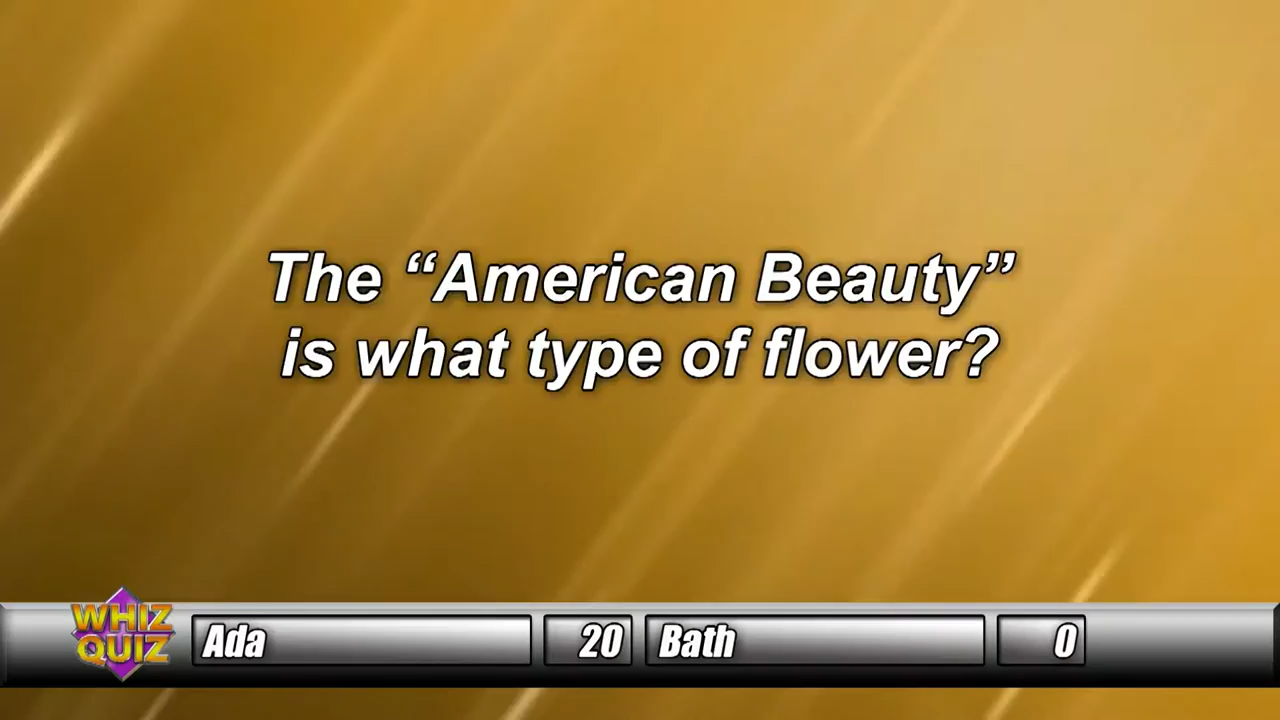 The “American Beauty”
is what type of flower?
WHIZ
QUIZ
Ada 20 Bath 0